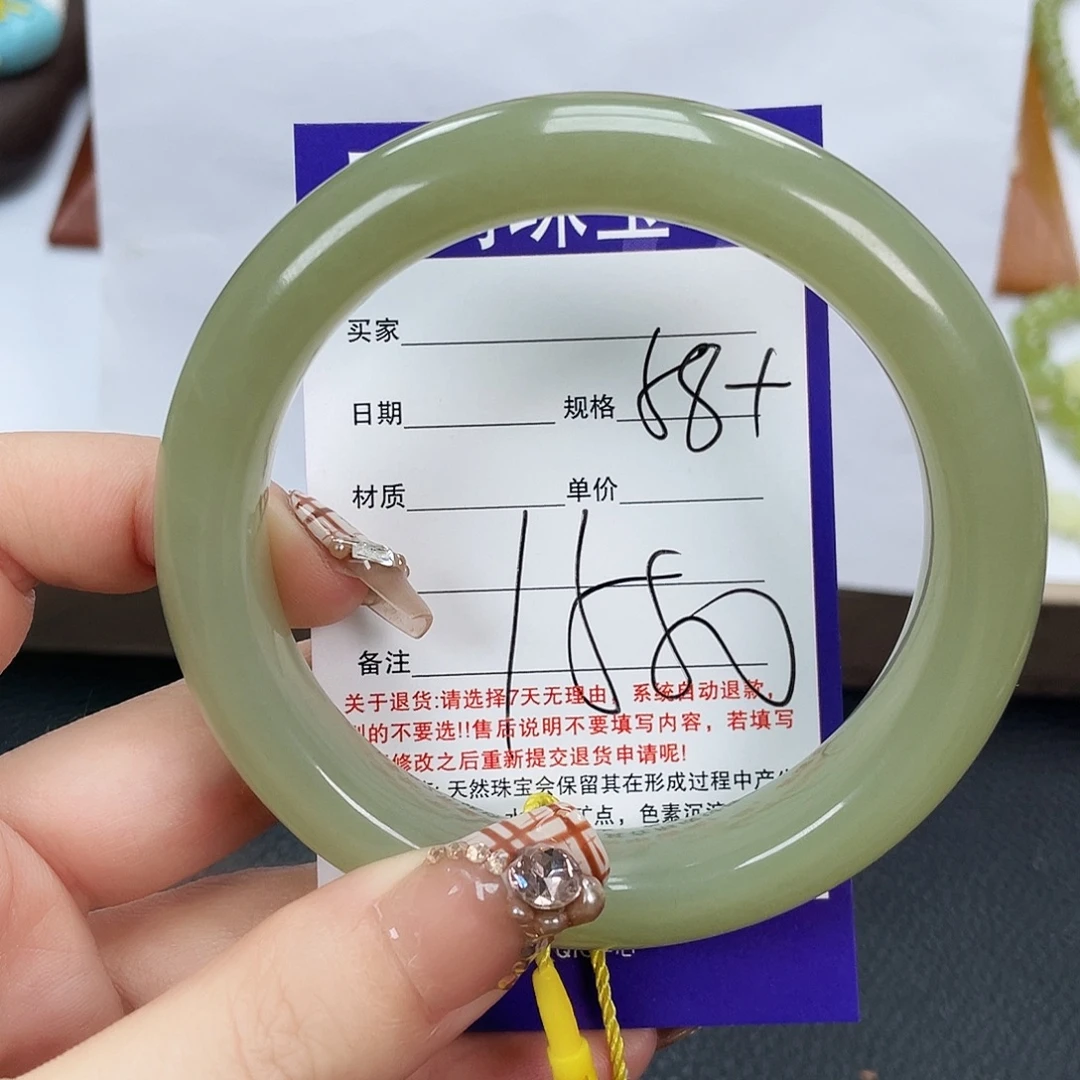 珠宝
买家
日期 规格 58+
材质 单价
备注
关于退货:请选择7天无理由, 系统自动退款,
的不要选!!售后说明不要填写内容, 若填写
修改之后重新提交退货申请呢!
天然珠宝会保留其在形成过程中产
矿点, 色素沉